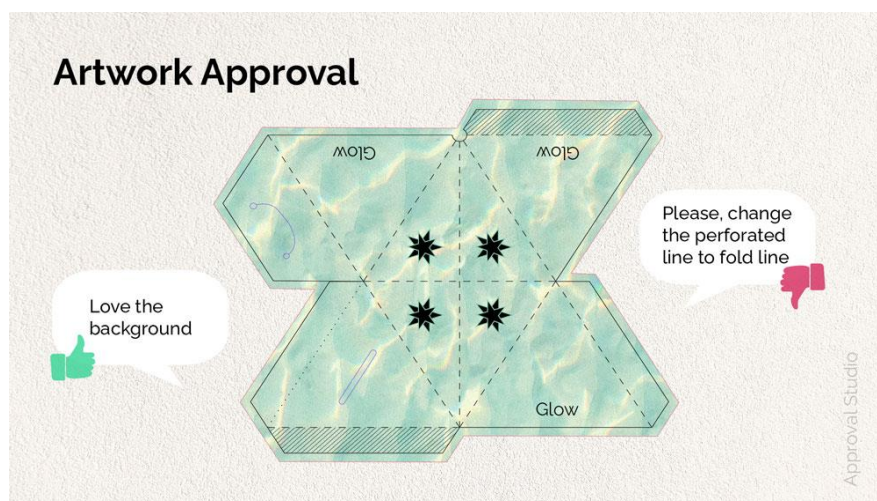 Artwork Approval
Glow
Glow
Please, change
the perforated
line to fold line
Love the
background
Glow
Approval Studio